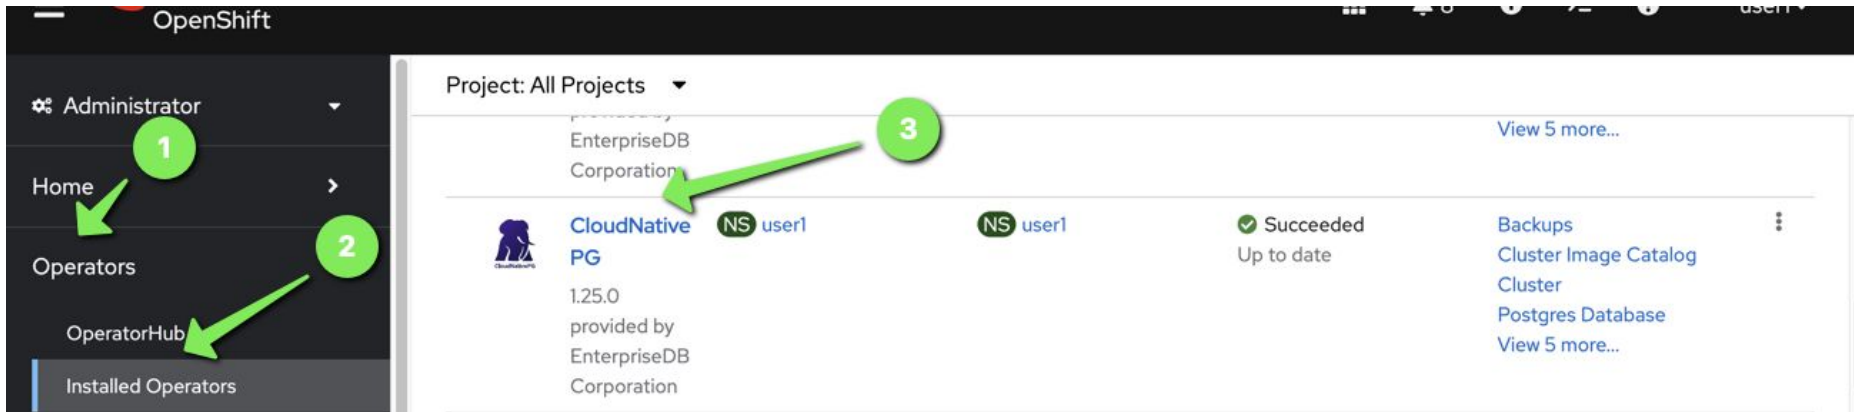 OpenShift
Administrator
1
Home
Operators
2
OperatorHub
Installed Operators
Project: All Projects
provided by
EnterpriseDB
Corporation
3
View 5 more...
CloudNative
PG
1.25.0
provided by
EnterpriseDB
Corporation
NS user1
NS user1
Succeeded
Up to date
Backups
Cluster Image Catalog
Cluster
Postgres Database
View 5 more...
user1